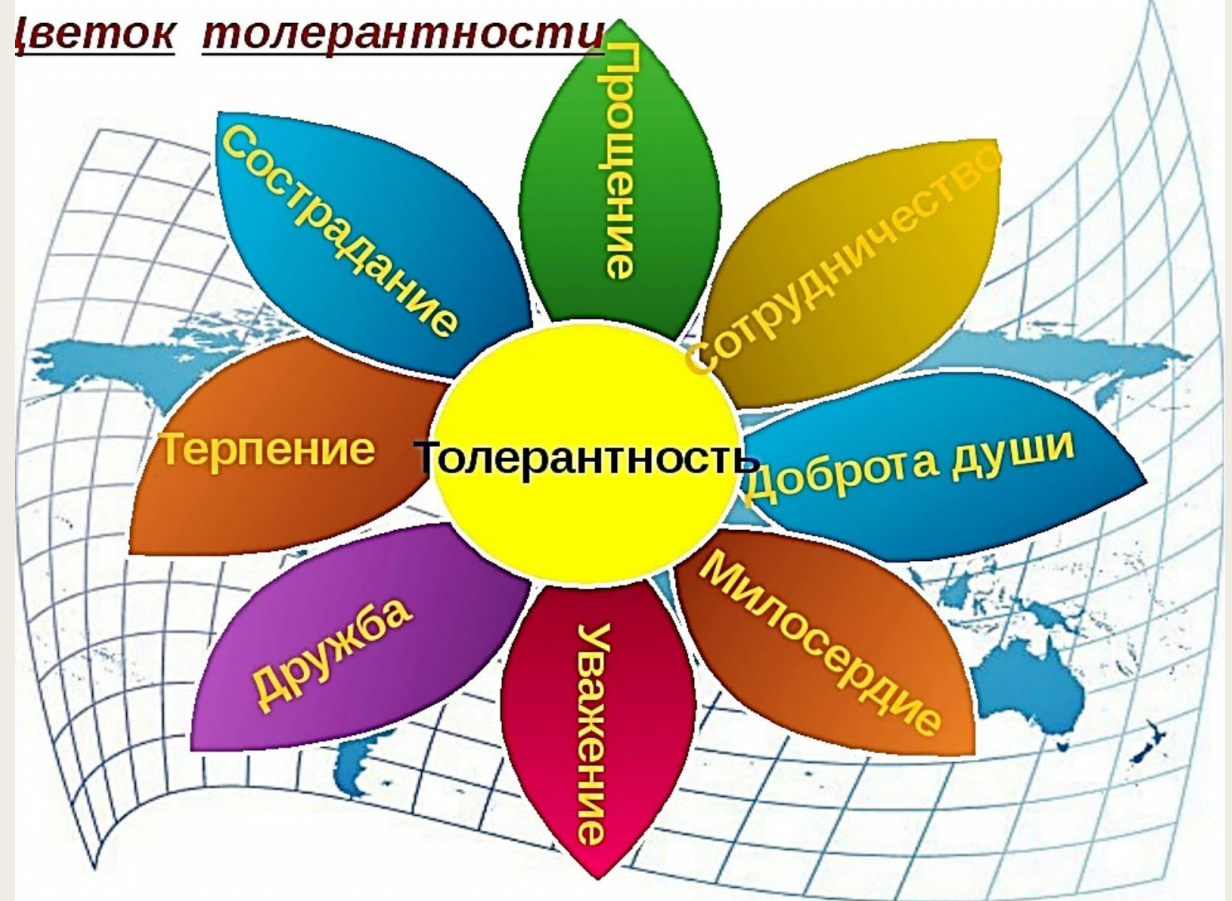 Цветок толерантности
Прощение
Сострадание
Сотрудничество
Терпение
Толерантность
Доброта души
Милосердие
Дружба
Уважение